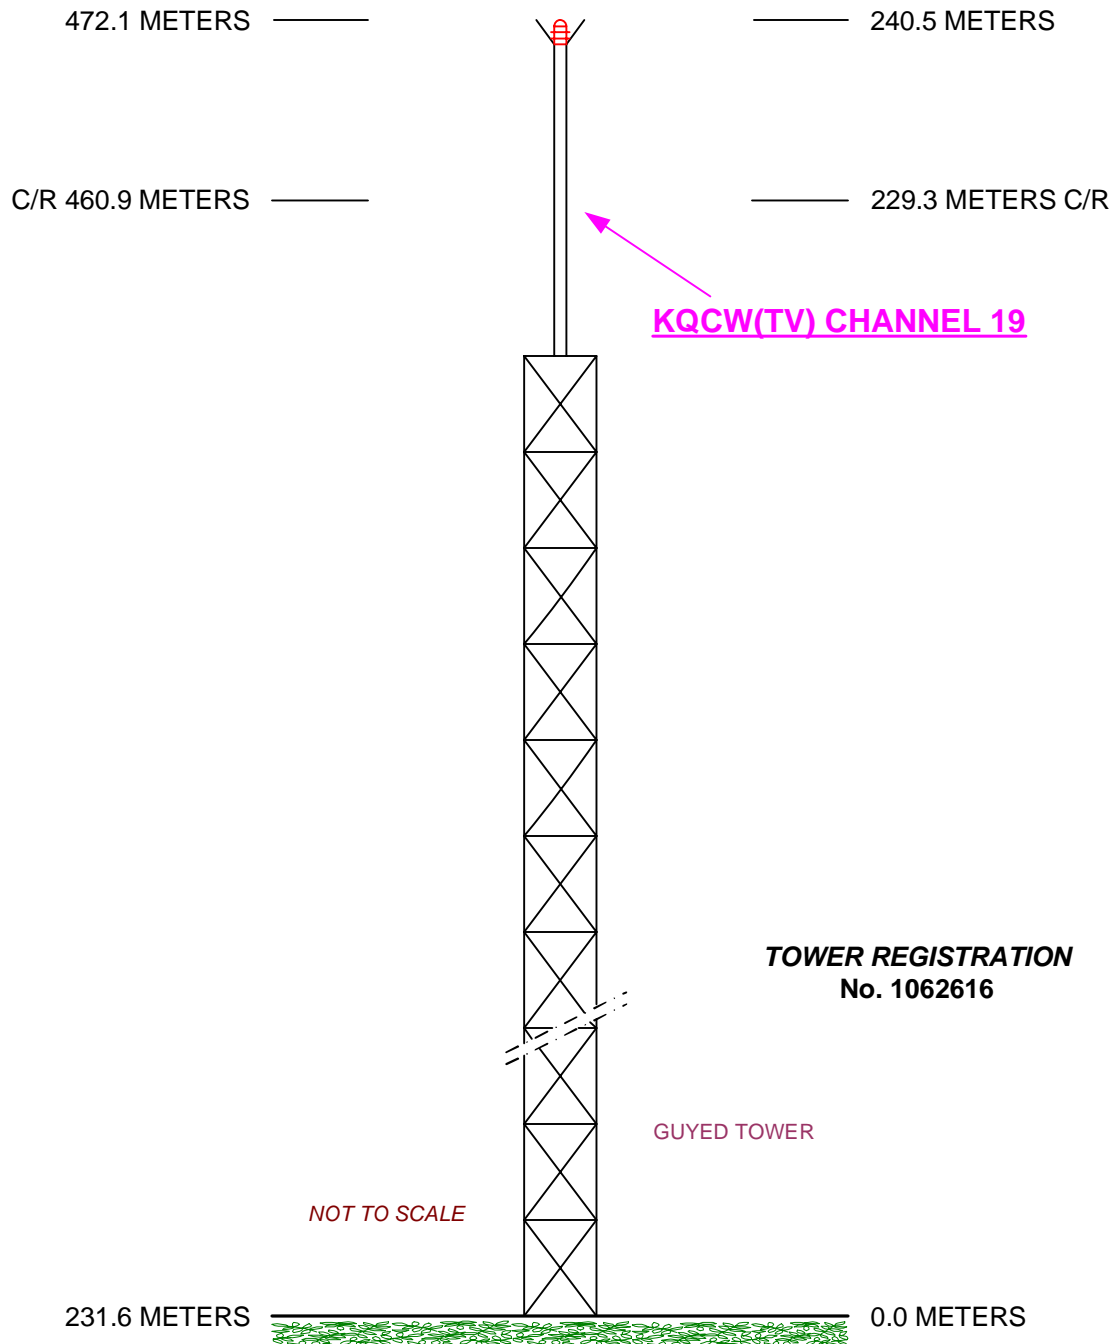 472.1 METERS
240.5 METERS
C/R 460.9 METERS
229.3 METERS C/R
KQCW(TV) CHANNEL 19
TOWER REGISTRATION
No. 1062616
GUYED TOWER
NOT TO SCALE
231.6 METERS
0.0 METERS